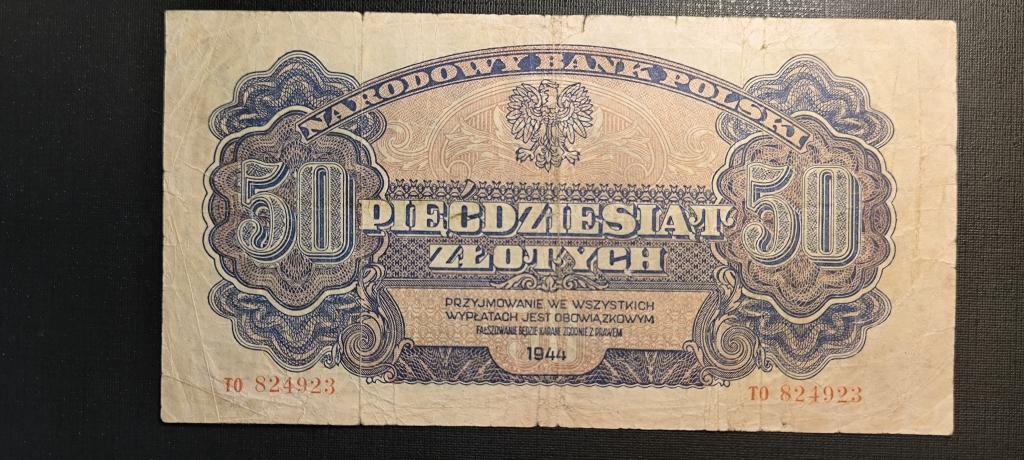 NARODOWY BANK POLSKI
50 50
PIĘĆDZIESIĄT
ZŁOTYCH
PRZYJMOWANIE WE WSZYSTKICH
WYPŁATACH JEST OBOWIĄZKOWYM
FAŁSZOWANIE BĘDZIE KARANE ZGODNIE Z PRAWEM
50
1944
TO 824923 TO 824923